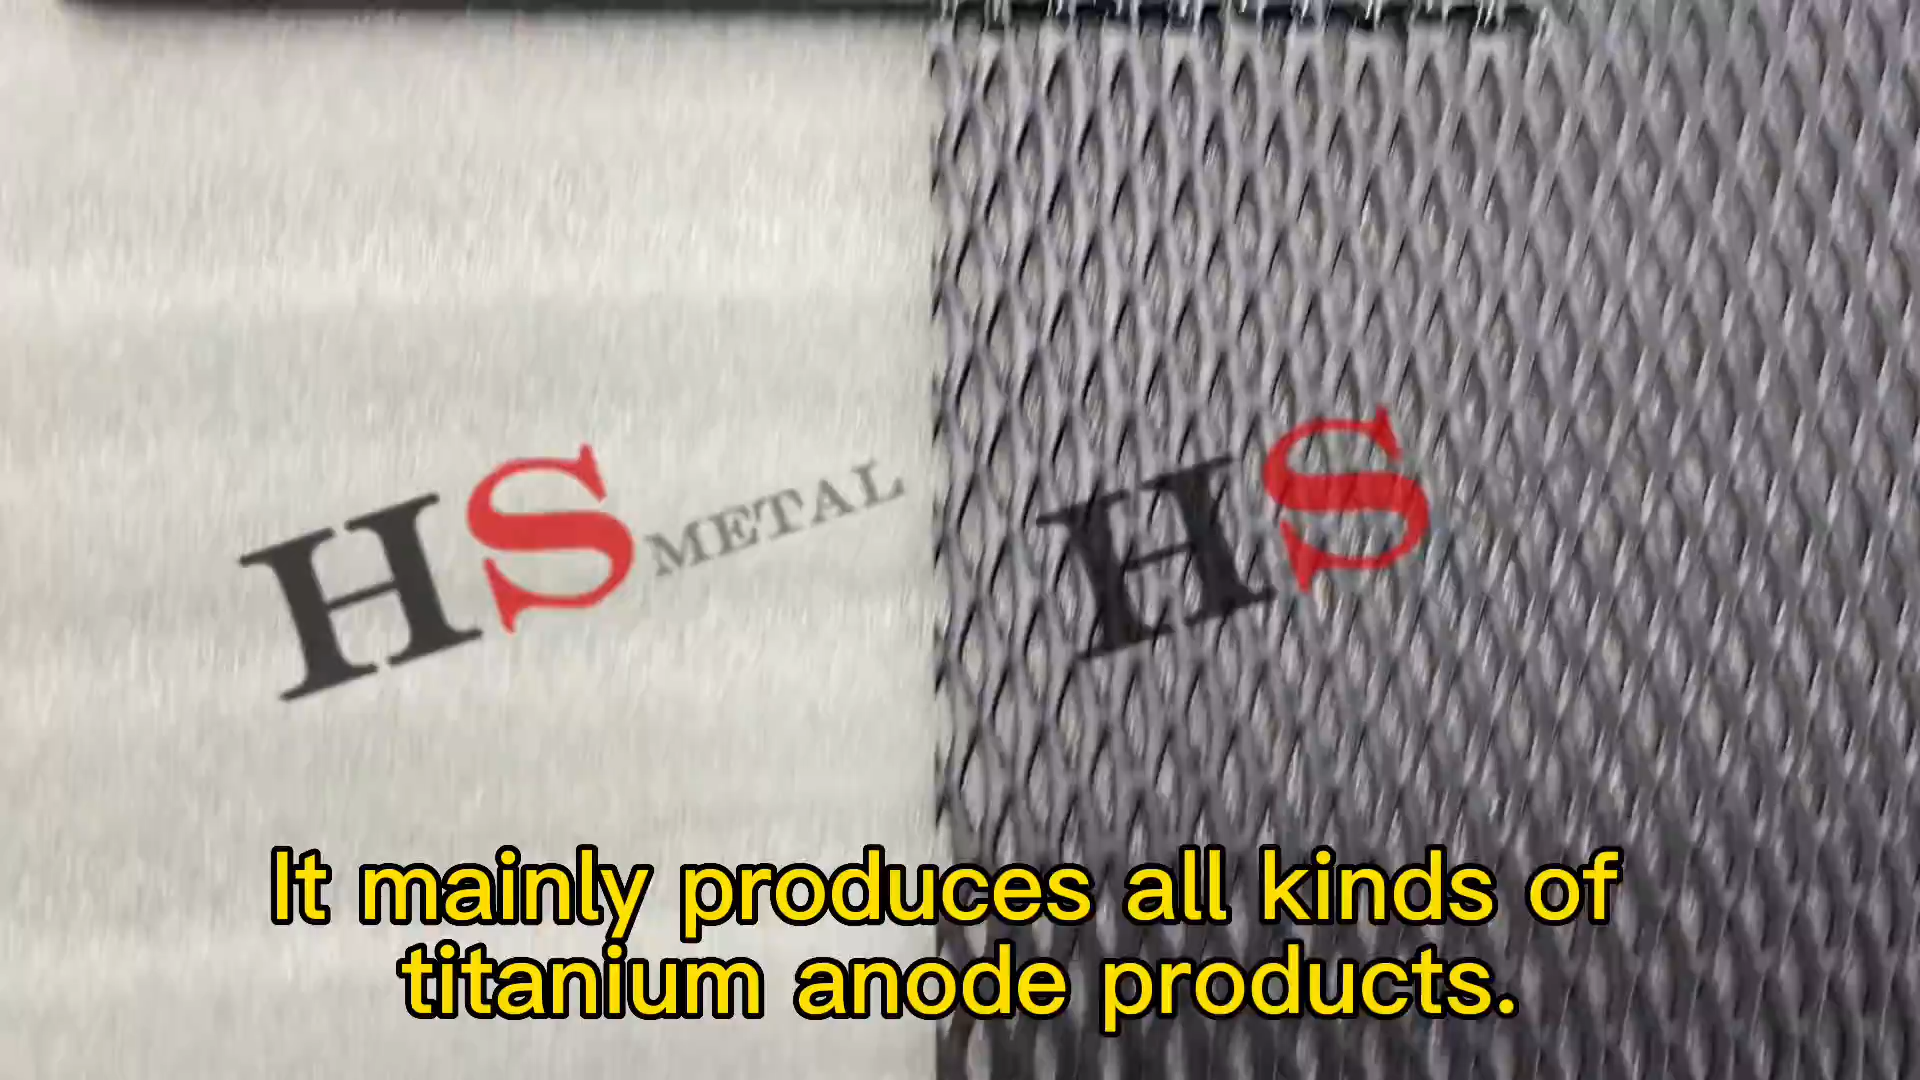 HS METAL
HS
It mainly produces all kinds of
titanium anode products.